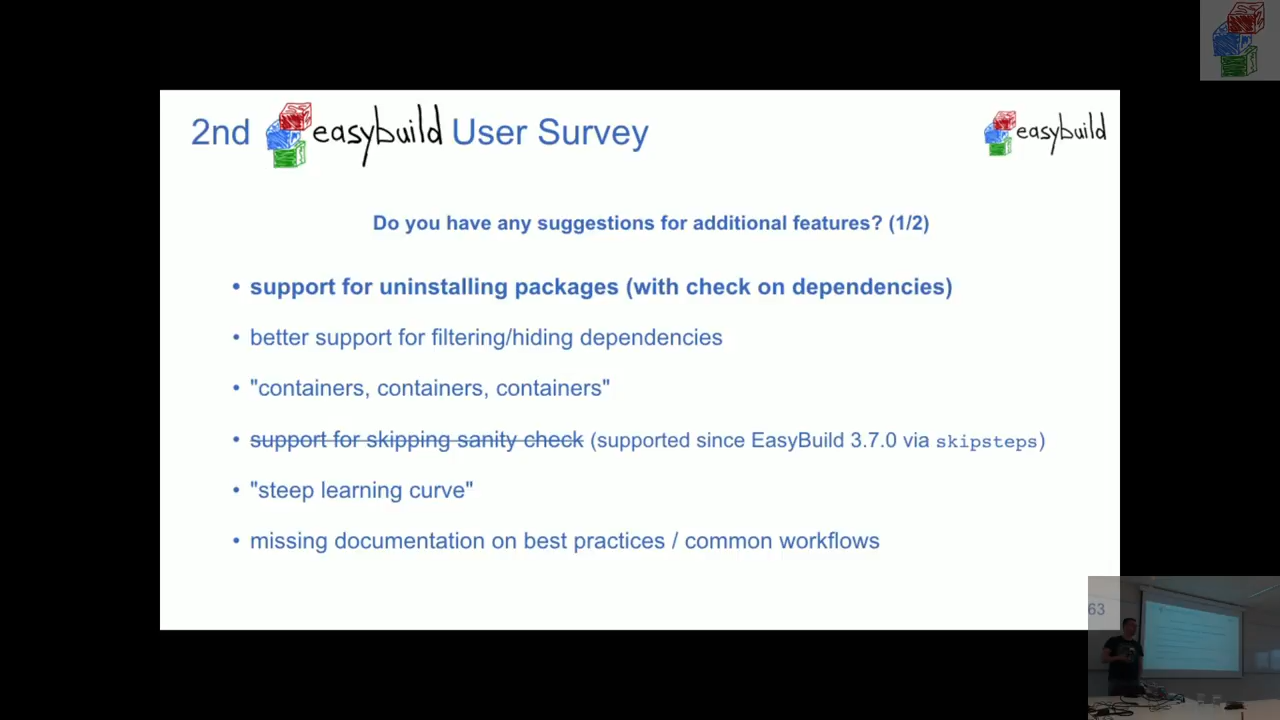 2nd easybuild User Survey
easybuild
Do you have any suggestions for additional features? (1/2)
• support for uninstalling packages (with check on dependencies)
• better support for filtering/hiding dependencies
• "containers, containers, containers"
• support for skipping sanity check (supported since EasyBuild 3.7.0 via skipsteps)
• "steep learning curve"
• missing documentation on best practices / common workflows
63